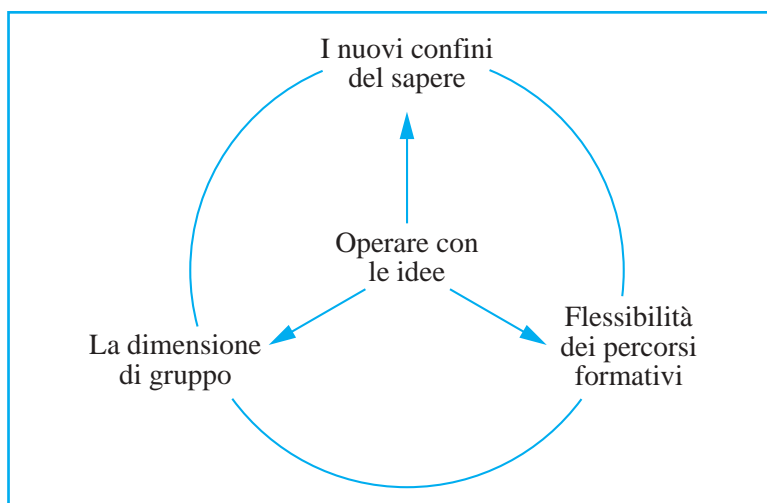 I nuovi confini
del sapere
Operare con
le idee
La dimensione
di gruppo
Flessibilità
dei percorsi
formativi